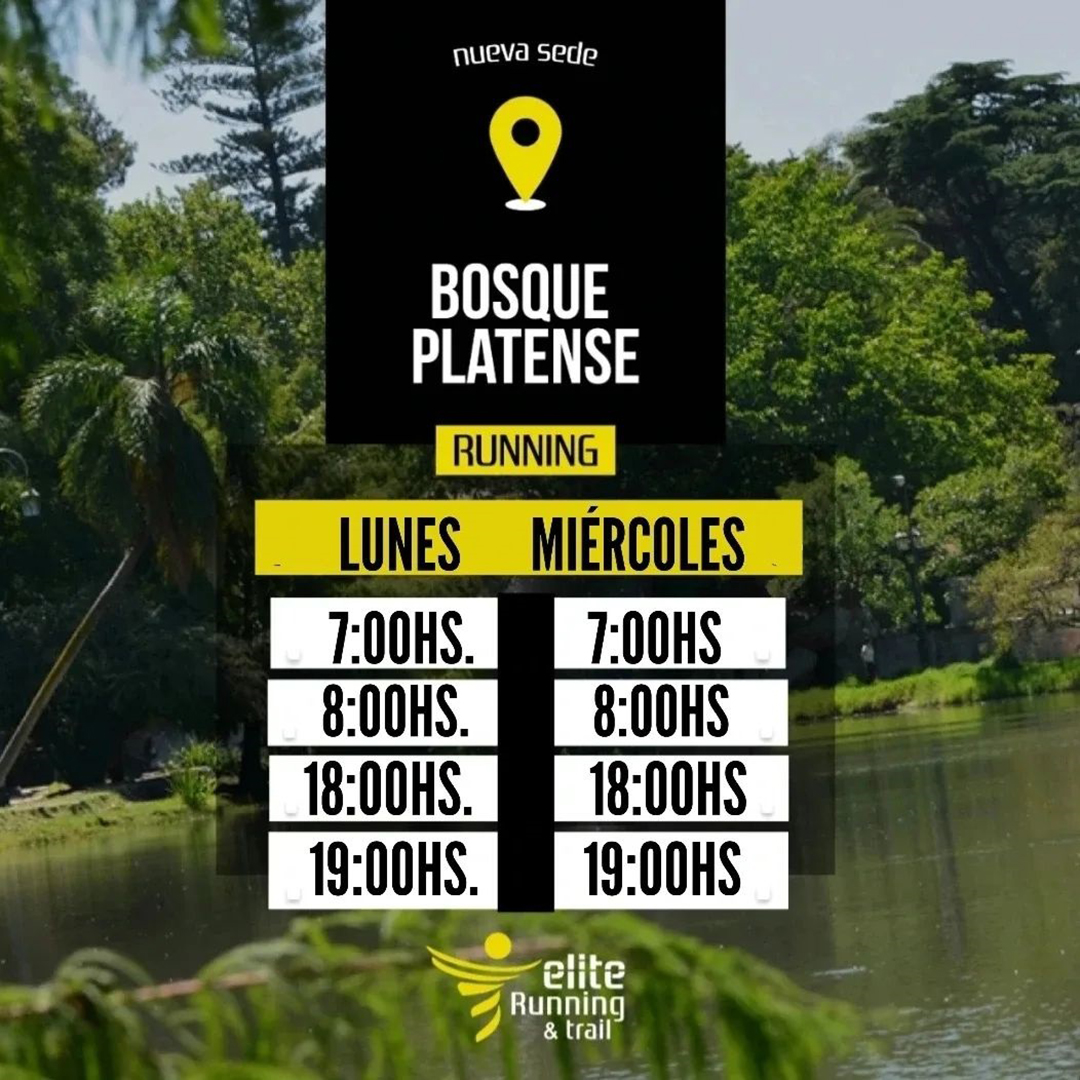 nueva sede
BOSQUE
PLATENSE
RUNNING
LUNES MIÉRCOLES
7:00HS. 7:00HS
8:00HS. 8:00HS
18:00HS. 18:00HS
19:00HS. 19:00HS
elite
Running
& trail